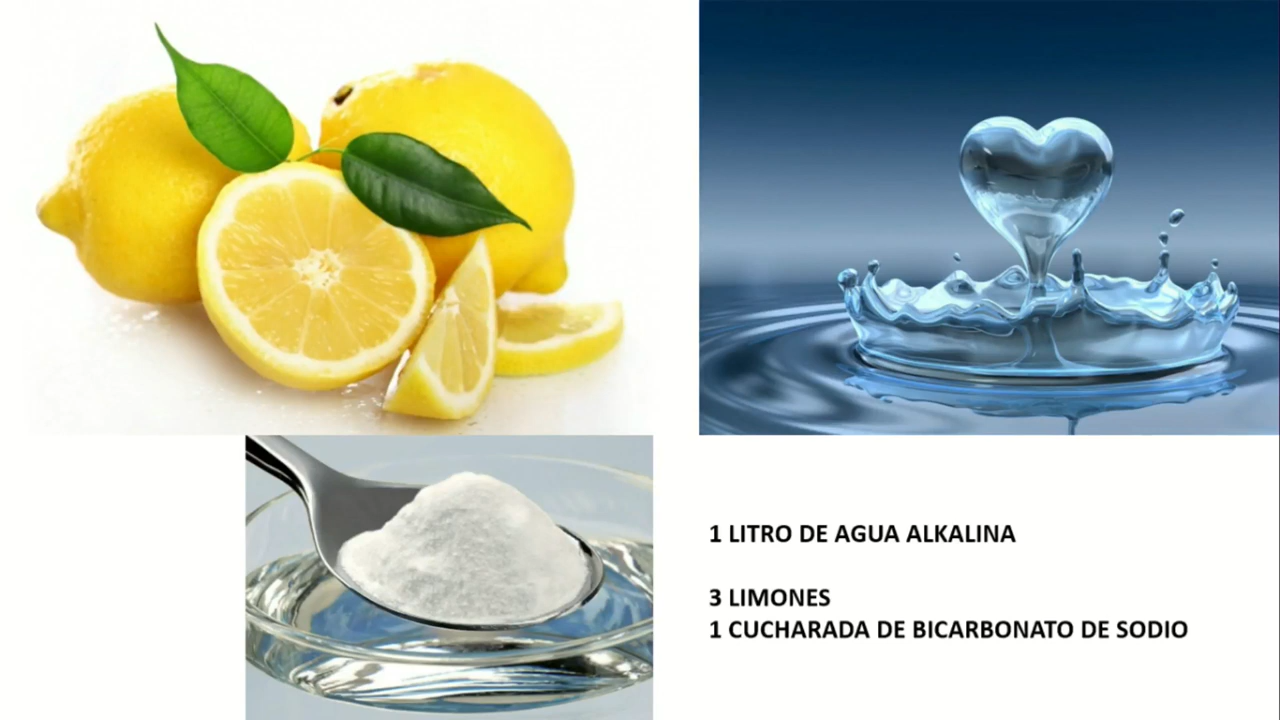 1 LITRO DE AGUA ALKALINA
3 LIMONES
1 CUCHARADA DE BICARBONATO DE SODIO